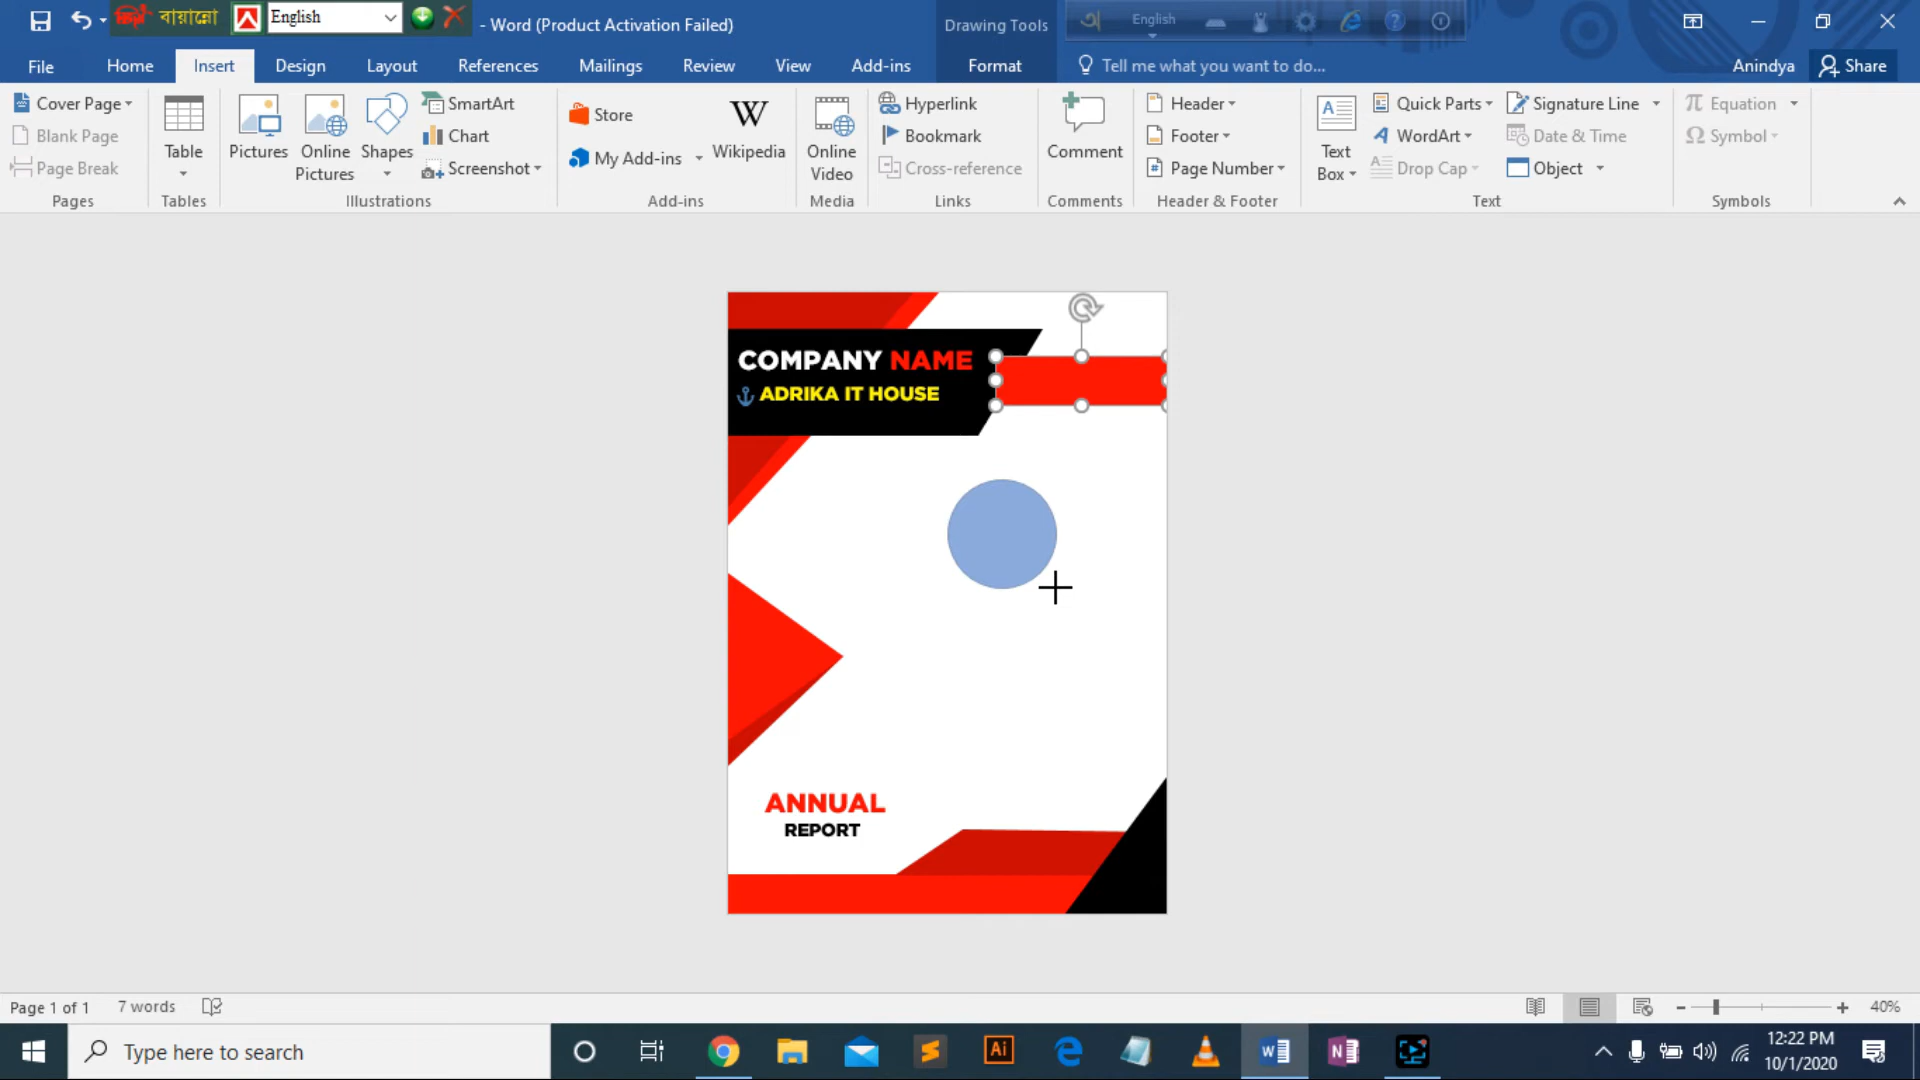 বায়ান্নো
English
- Word (Product Activation Failed)
Drawing Tools
English
File
Home
Insert
Design
Layout
References
Mailings
Review
View
Add-ins
Format
Tell me what you want to do...
Anindya
Share
Cover Page
Blank Page
Page Break
Pages
Table
Tables
Pictures
Online Pictures
Shapes
SmartArt
Chart
Screenshot
Illustrations
Store
My Add-ins
W
Wikipedia
Add-ins
Online Video
Media
Hyperlink
Bookmark
Cross-reference
Links
Comment
Comments
Header
Footer
Page Number
Header & Footer
Text Box
Quick Parts
WordArt
Drop Cap
Signature Line
Date & Time
Object
Text
Equation
Symbol
Symbols
COMPANY NAME
ADRIKA IT HOUSE
ANNUAL
REPORT
Page 1 of 1
7 words
40%
Type here to search
Ai
12:22 PM
10/1/2020